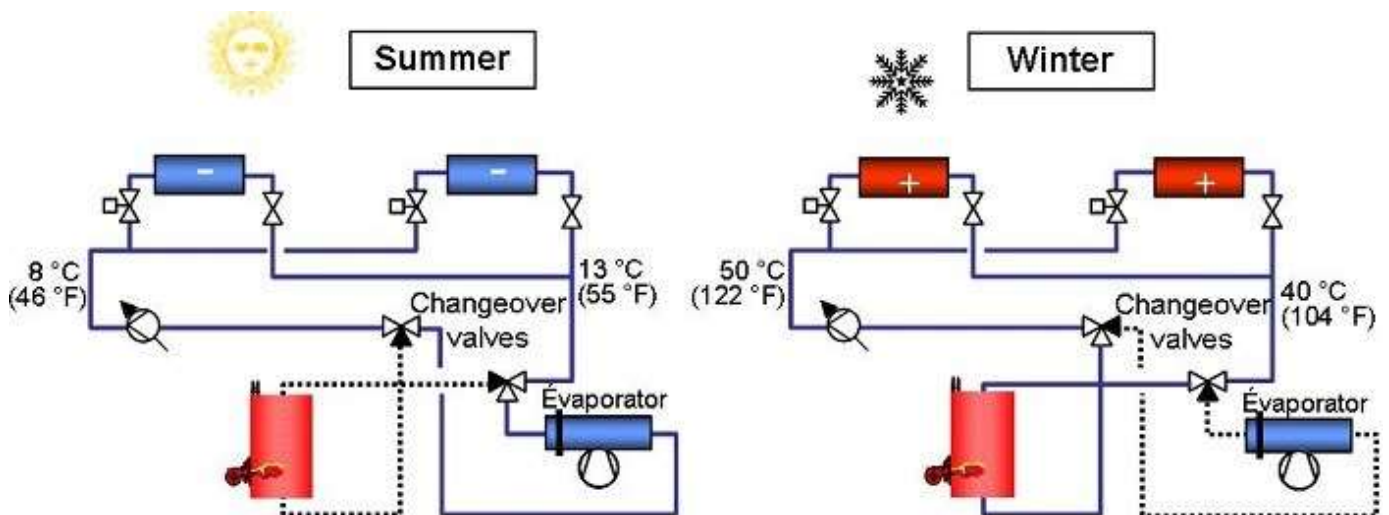 Summer
8 °C
(46 °F)
13 °C
(55 °F)
Changeover
valves
Évaporator
-
-
Winter
50 °C
(122 °F)
40 °C
(104 °F)
Changeover
valves
Évaporator
+
+